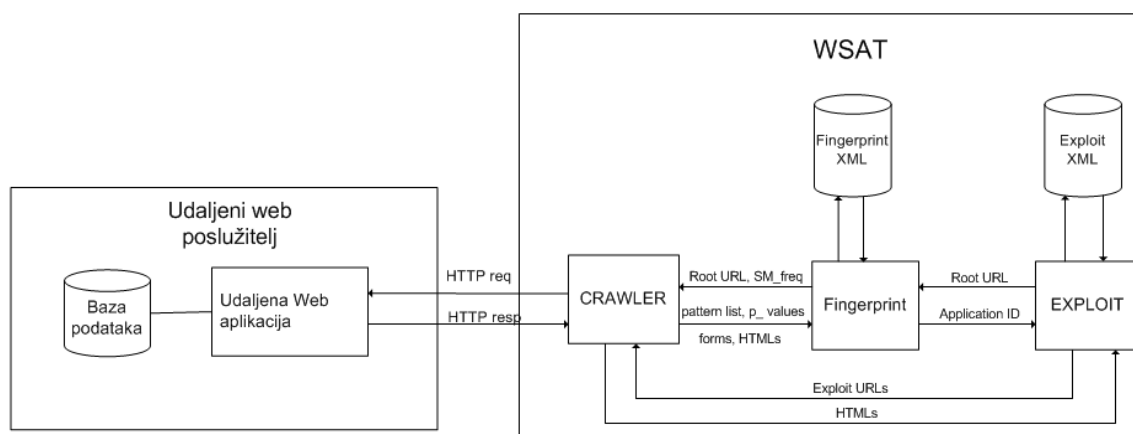 WSAT
Fingerprint
XML
Exploit
XML
Udaljeni web
poslužitelj
Baza
podataka
Udaljena Web
aplikacija
HTTP req
HTTP resp
CRAWLER
Root URL, SM_freq
pattern list, p_ values
forms, HTMLs
Fingerprint
Root URL
Application ID
EXPLOIT
Exploit URLs
HTMLs